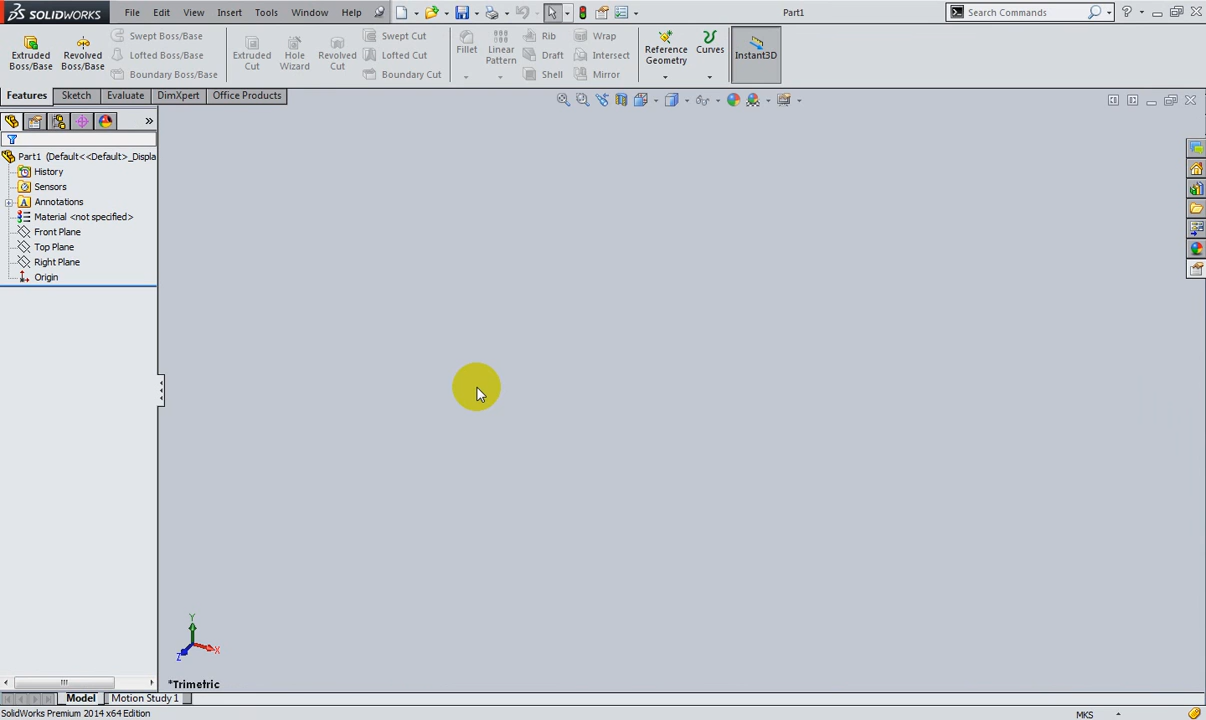 SOLIDWORKS File Edit View Insert Tools Window Help Part1 Search Commands
Extruded Boss/Base
Revolved Boss/Base
Swept Boss/Base
Lofted Boss/Base
Boundary Boss/Base
Extruded Cut
Hole Wizard
Revolved Cut
Swept Cut
Lofted Cut
Boundary Cut
Fillet
Linear Pattern
Rib
Draft
Shell
Wrap
Intersect
Mirror
Reference Geometry
Curves
Instant3D
Features Sketch Evaluate DimXpert Office Products
Part1 (Default<<Default>_Displa
History
Sensors
A Annotations
Material <not specified>
Front Plane
Top Plane
Right Plane
Origin
Y
X
Z
*Trimetric
Model Motion Study 1
SolidWorks Premium 2014 x64 Edition MKS